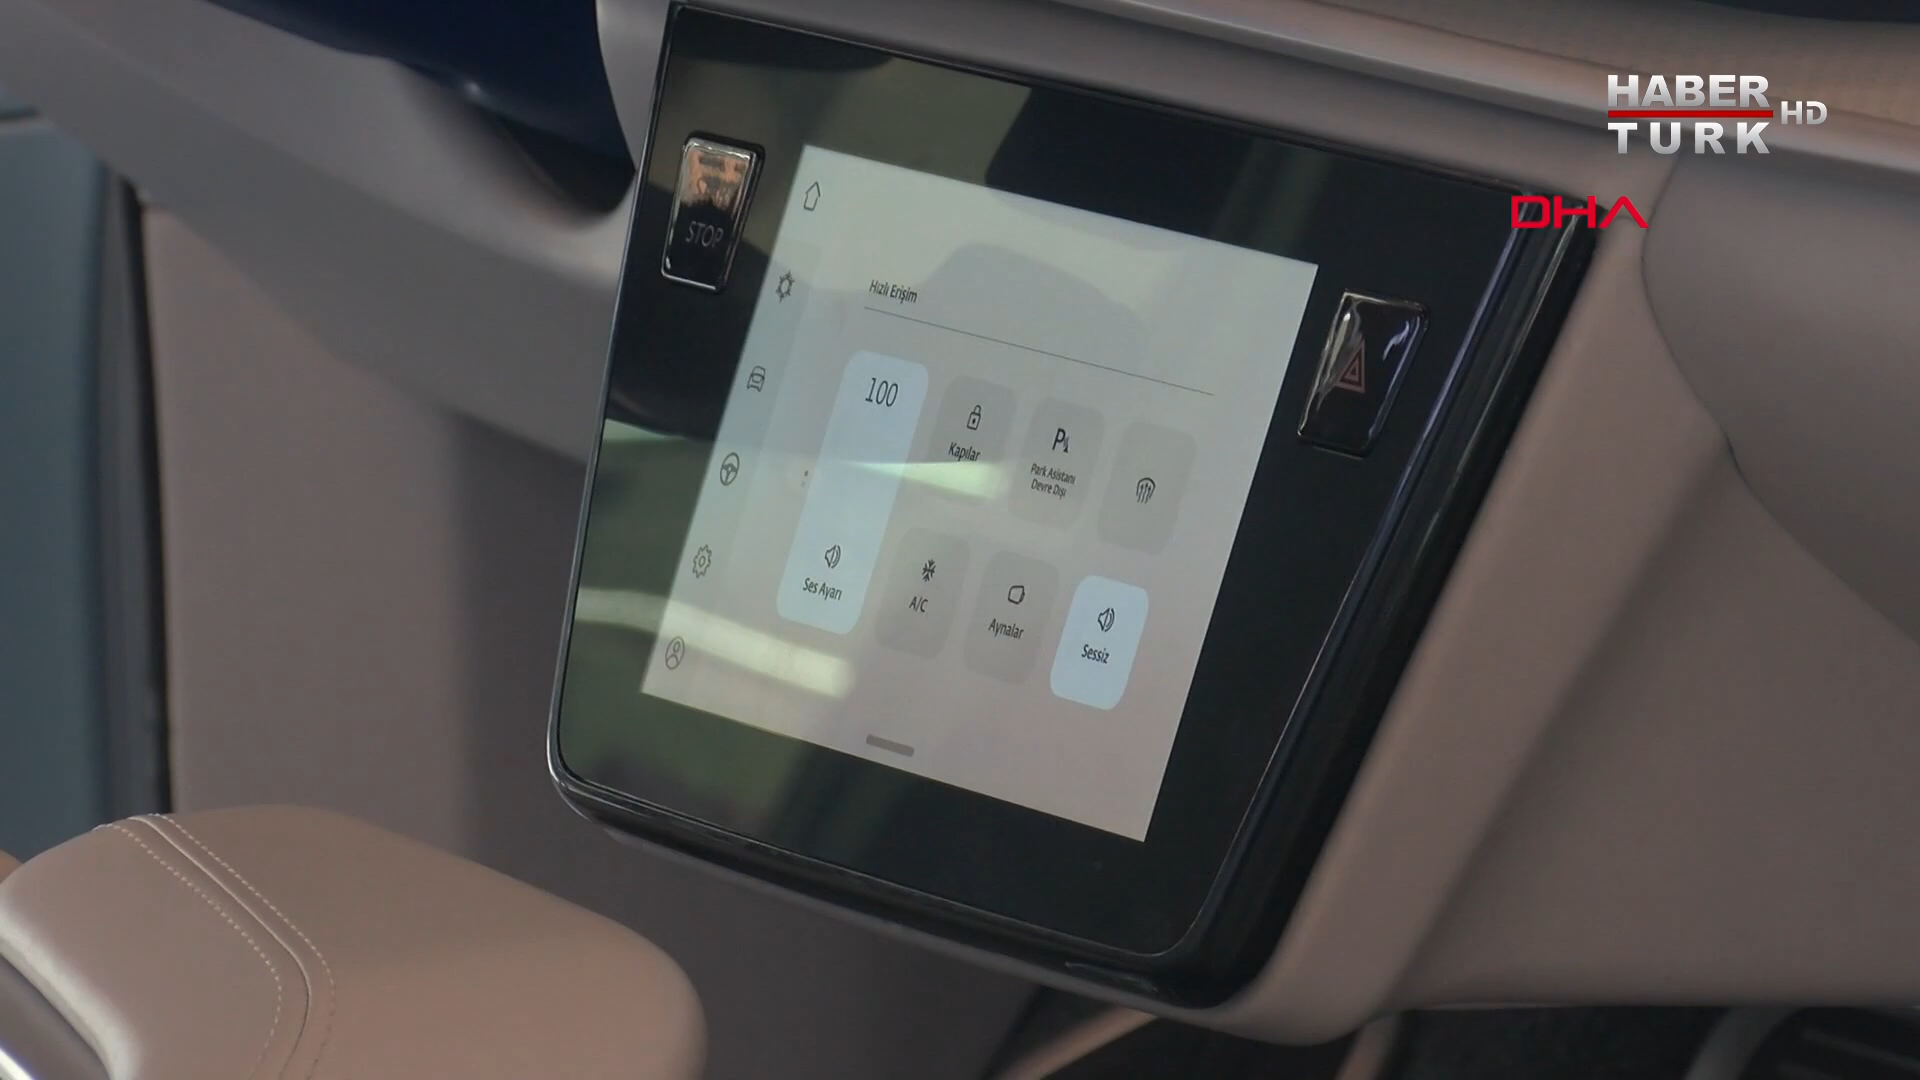 HABER
TURK HD
DHA
STOP
Hızlı Erişim
100
Kapılar
Park Asistanı
Devre Dışı
Ses Ayarı
A/C
Aynalar
Sessiz